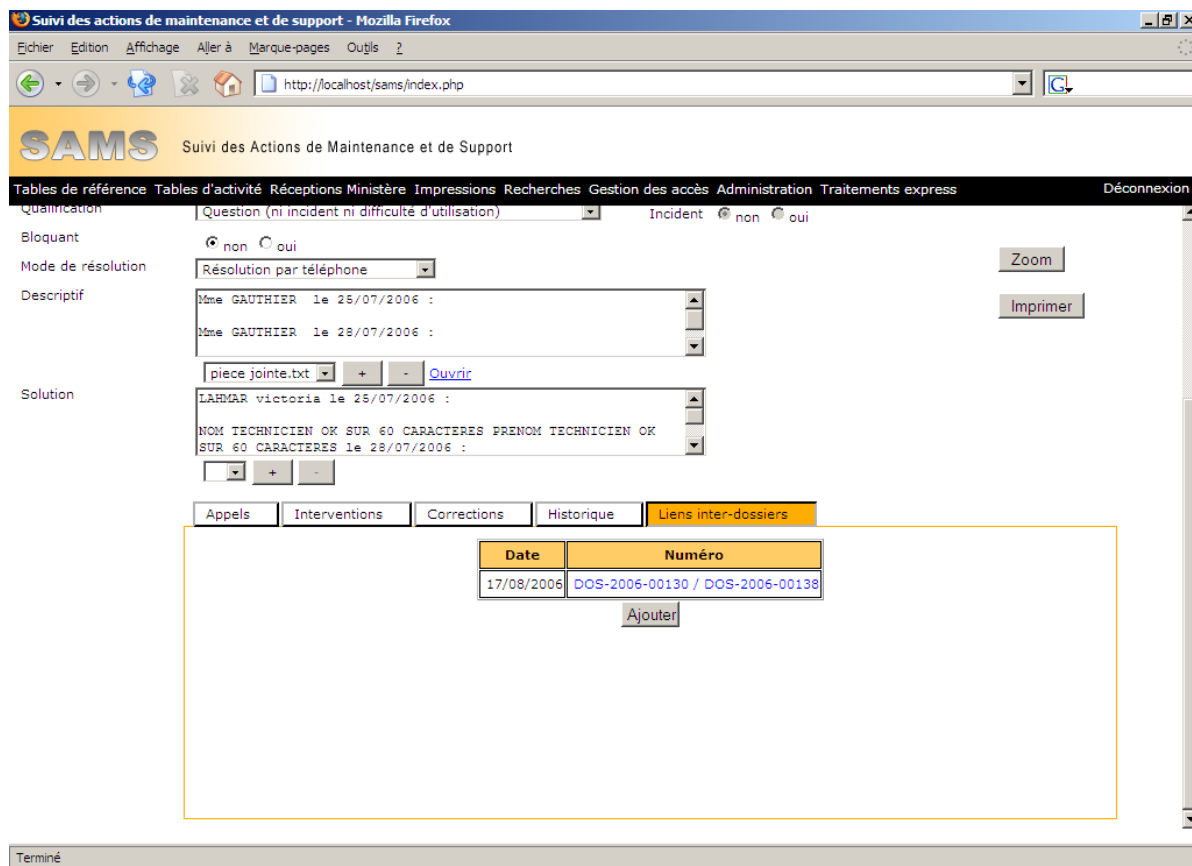 Suivi des actions de maintenance et de support - Mozilla Firefox
Fichier Edition Affichage Aller à Marque-pages Outils ?
http://localhost/sams/index.php
G
SAMS Suivi des Actions de Maintenance et de Support
Tables de référence Tables d'activité Réceptions Ministère Impressions Recherches Gestion des accès Administration Traitements express Déconnexion
Qualification Question (ni incident ni difficulté d'utilisation) Incident non oui
Bloquant non oui
Zoom
Mode de résolution Résolution par téléphone
Descriptif Mme GAUTHIER le 25/07/2006 :
Imprimer
Mme GAUTHIER le 28/07/2006 :
piece jointe.txt + - Ouvrir
Solution LAHMAR victoria le 25/07/2006 :
NOM TECHNICIEN OK SUR 60 CARACTERES PRENOM TECHNICIEN OK
SUR 60 CARACTERES le 28/07/2006 :
+ -
Appels Interventions Corrections Historique Liens inter-dossiers
Date Numéro
17/08/2006 DOS-2006-00130 / DOS-2006-00138
Ajouter
Terminé